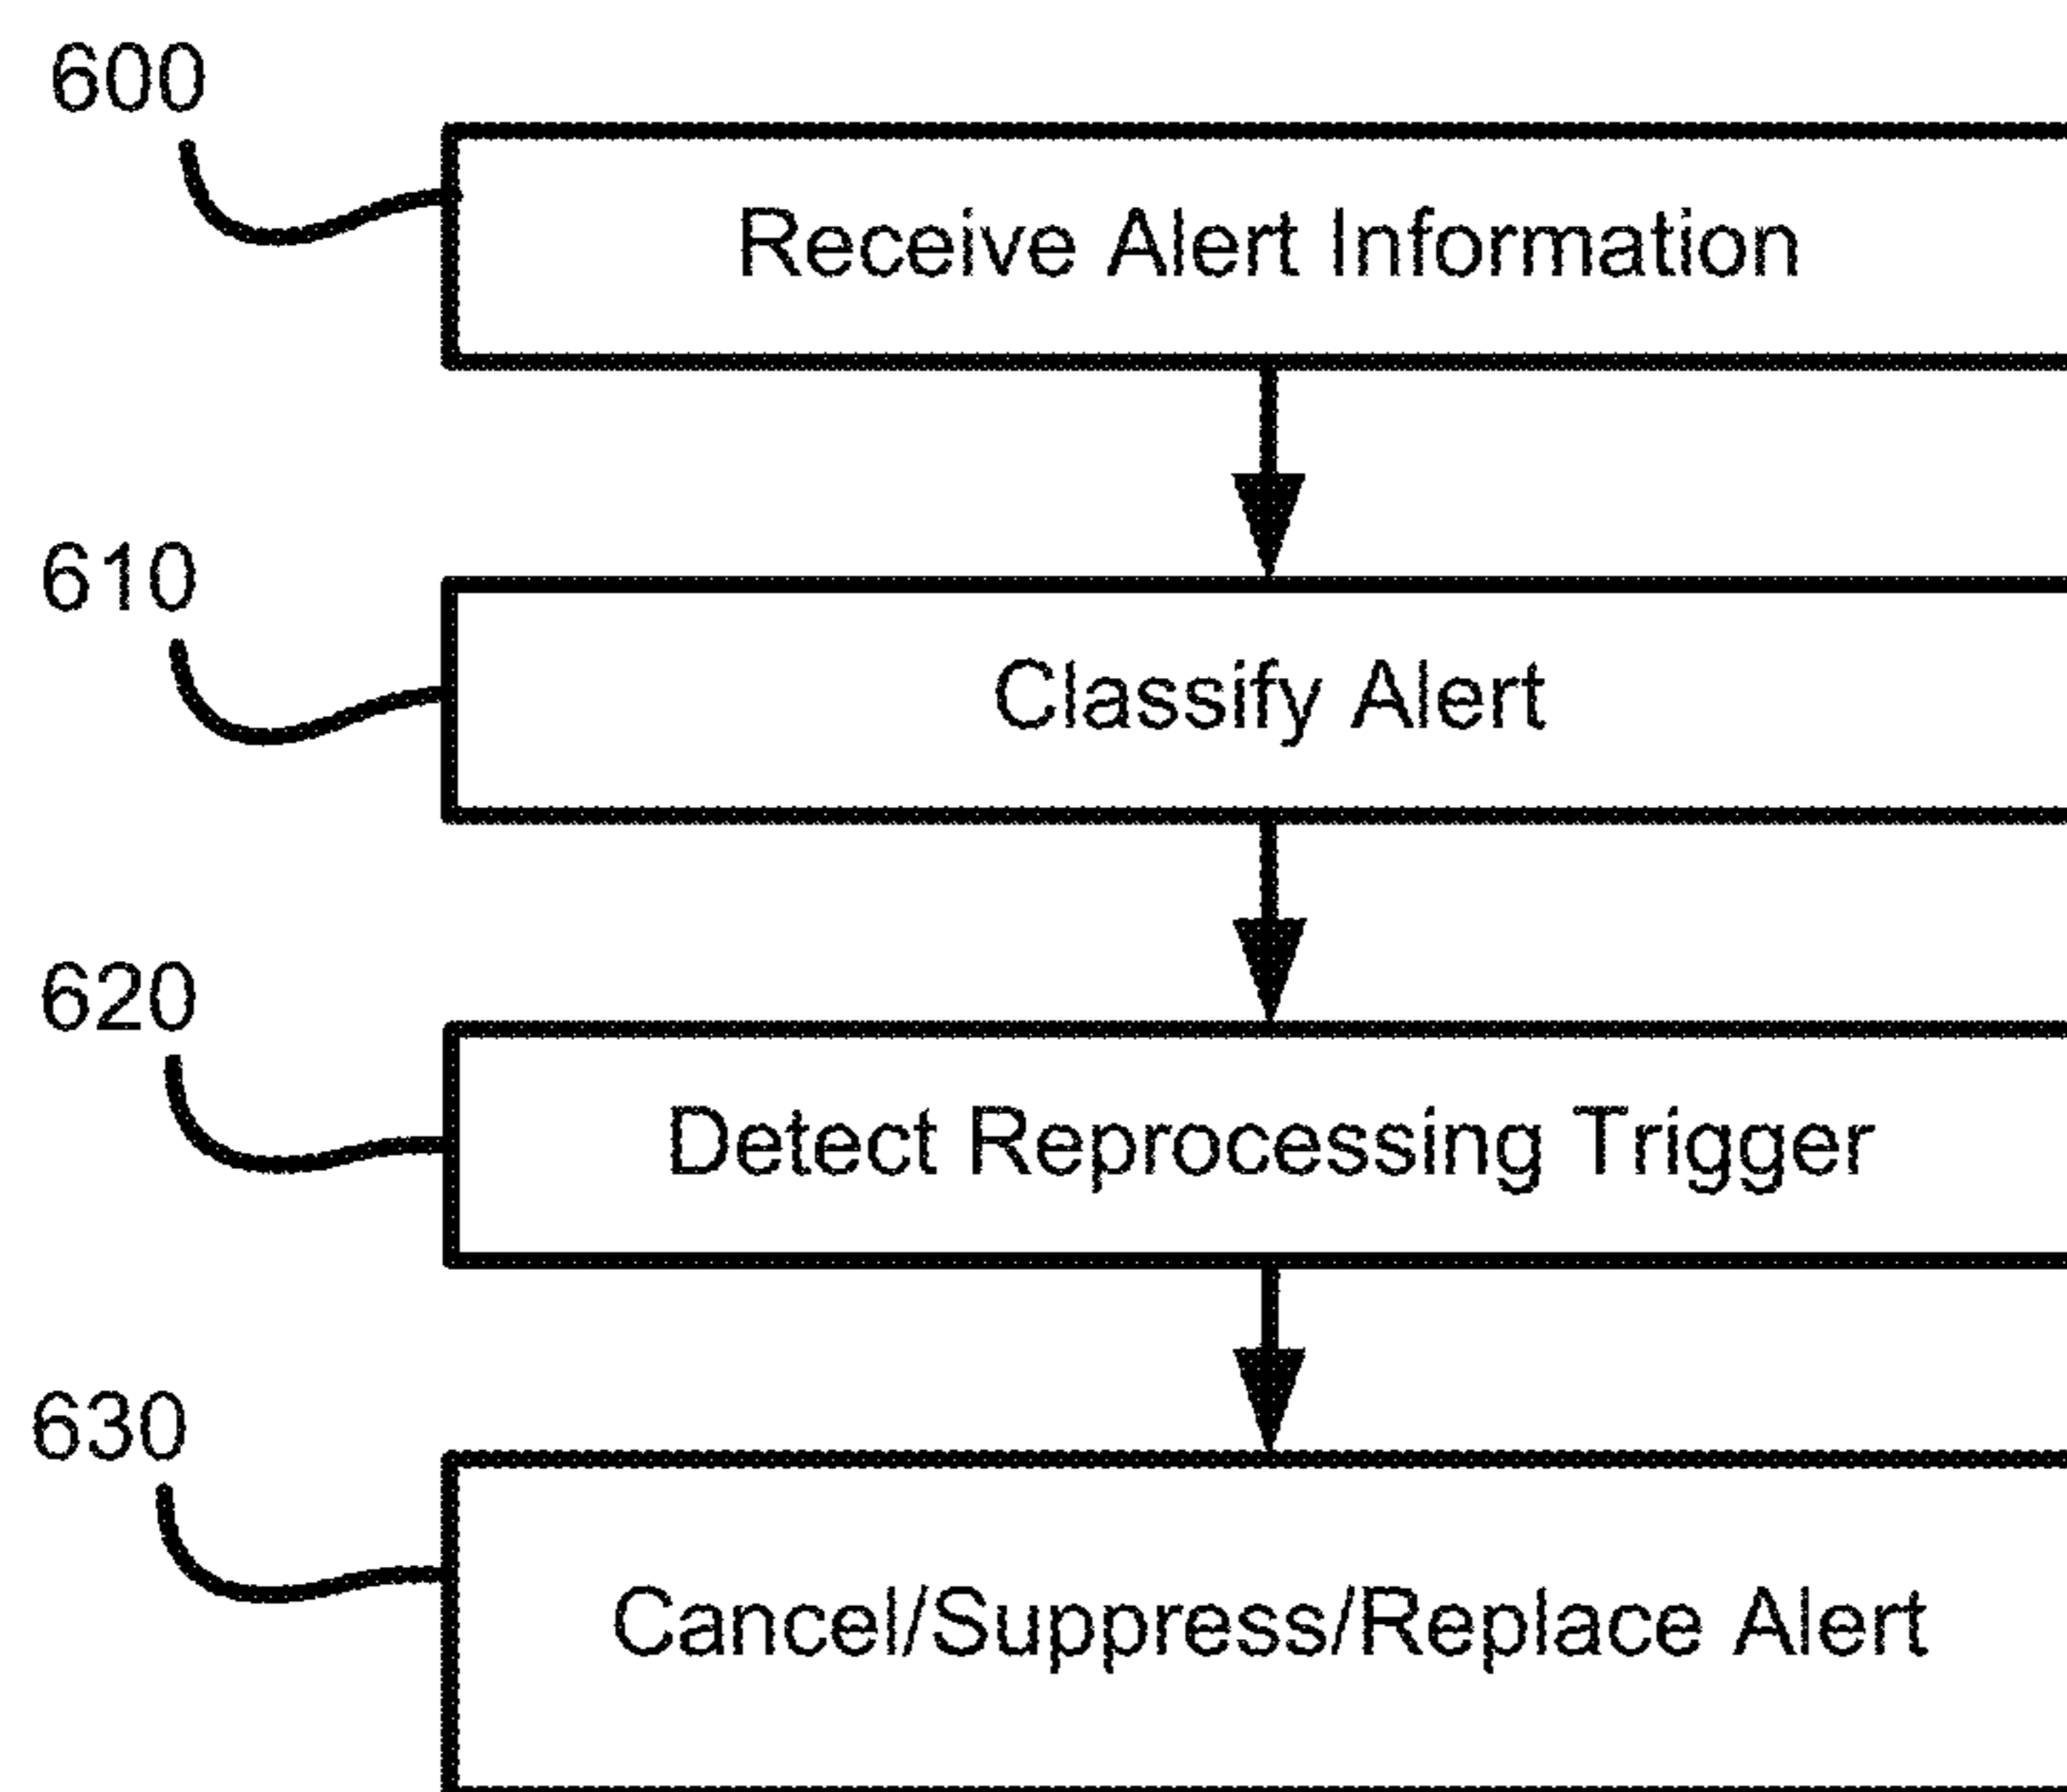 600
Receive Alert Information
610
Classify Alert
620
Detect Reprocessing Trigger
630
Cancel/Suppress/Replace Alert